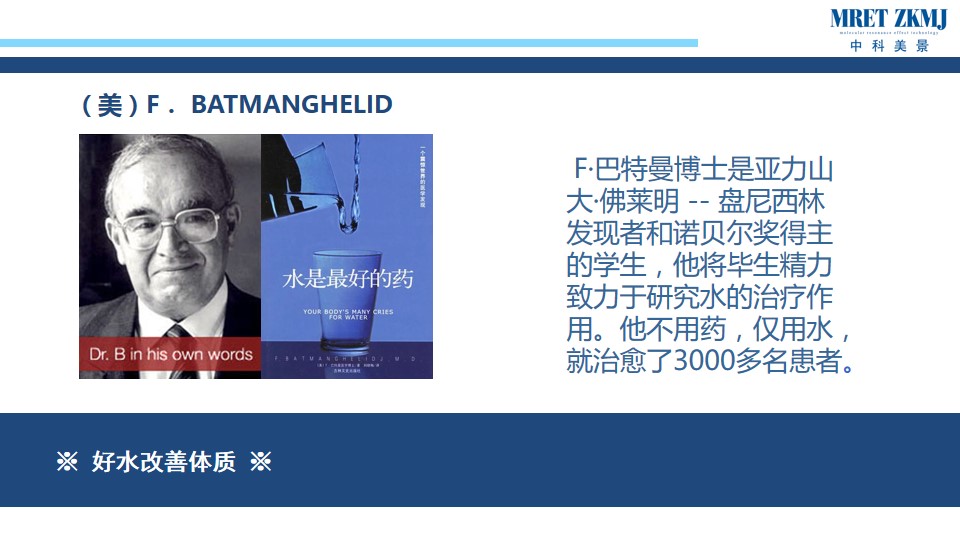 MRET ZKMJ
molecular resonance effect technology
中科美景
（美）F． BATMANGHELID
一个震惊世界的医学发现
水是最好的药
YOUR BODY'S MANY CRIES
FOR WATER
F. BATMANGHELIDJ, M. D.
Dr. B in his own words
F·巴特曼博士是亚力山
大·佛莱明 -- 盘尼西林
发现者和诺贝尔奖得主
的学生，他将毕生精力
致力于研究水的治疗作
用。他不用药，仅用水，
就治愈了3000多名患者。
※ 好水改善体质 ※